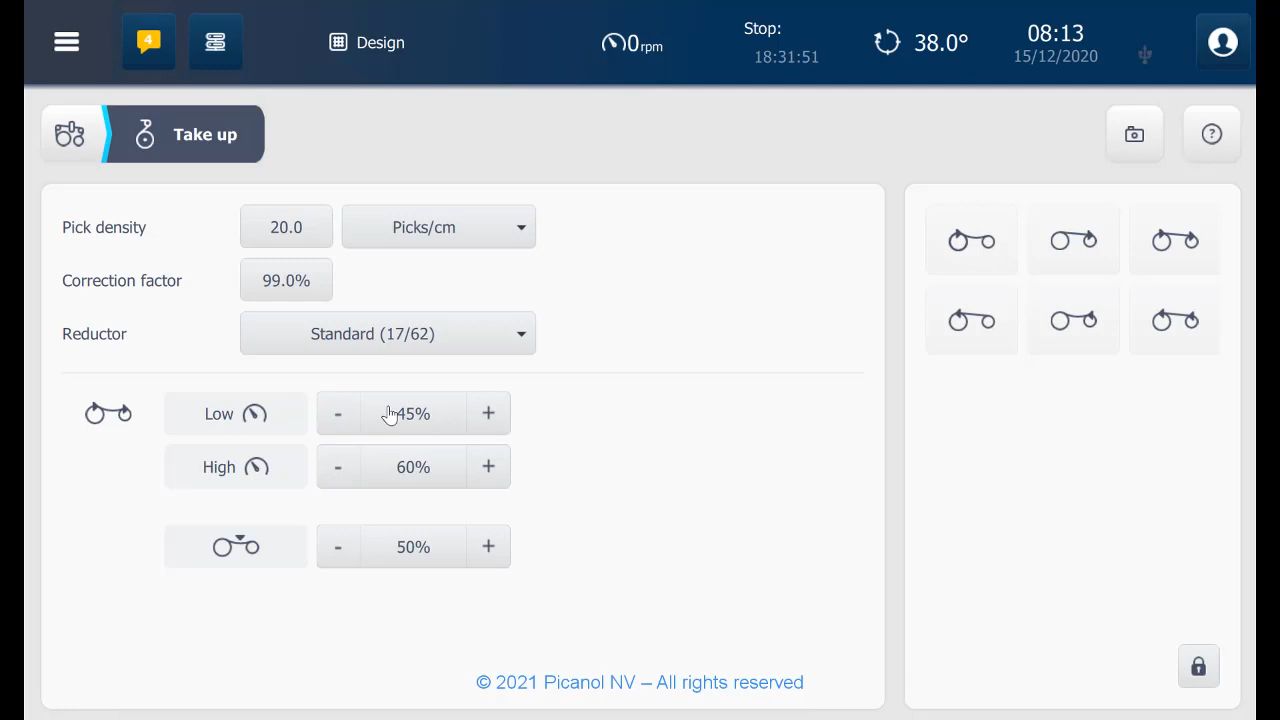 4
Design
0rpm
Stop:
18:31:51
38.0°
08:13
15/12/2020
Take up
?
Pick density
20.0
Picks/cm
Correction factor
99.0%
Reductor
Standard (17/62)
Low
-
45%
+
High
-
60%
+
-
50%
+
© 2021 Picanol NV – All rights reserved